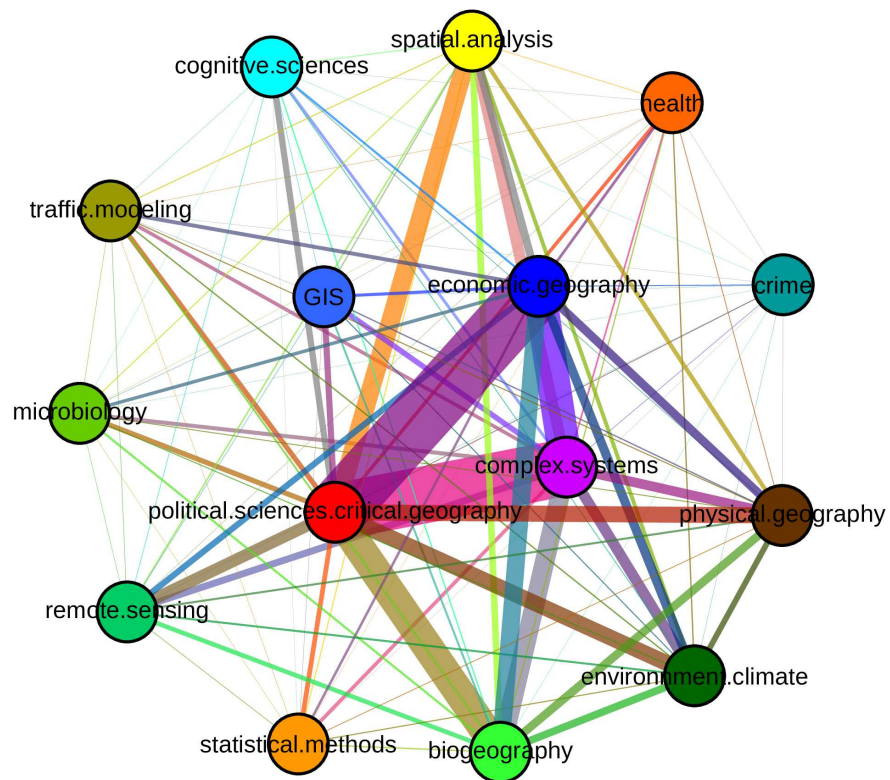 spatial.analysis
cognitive.sciences
health
traffic.modeling
economic.geography
crime
GIS
microbiology
complex.systems
political.sciences.critical.geography
physical.geography
remote.sensing
environnment.climate
statistical.methods
biogeography